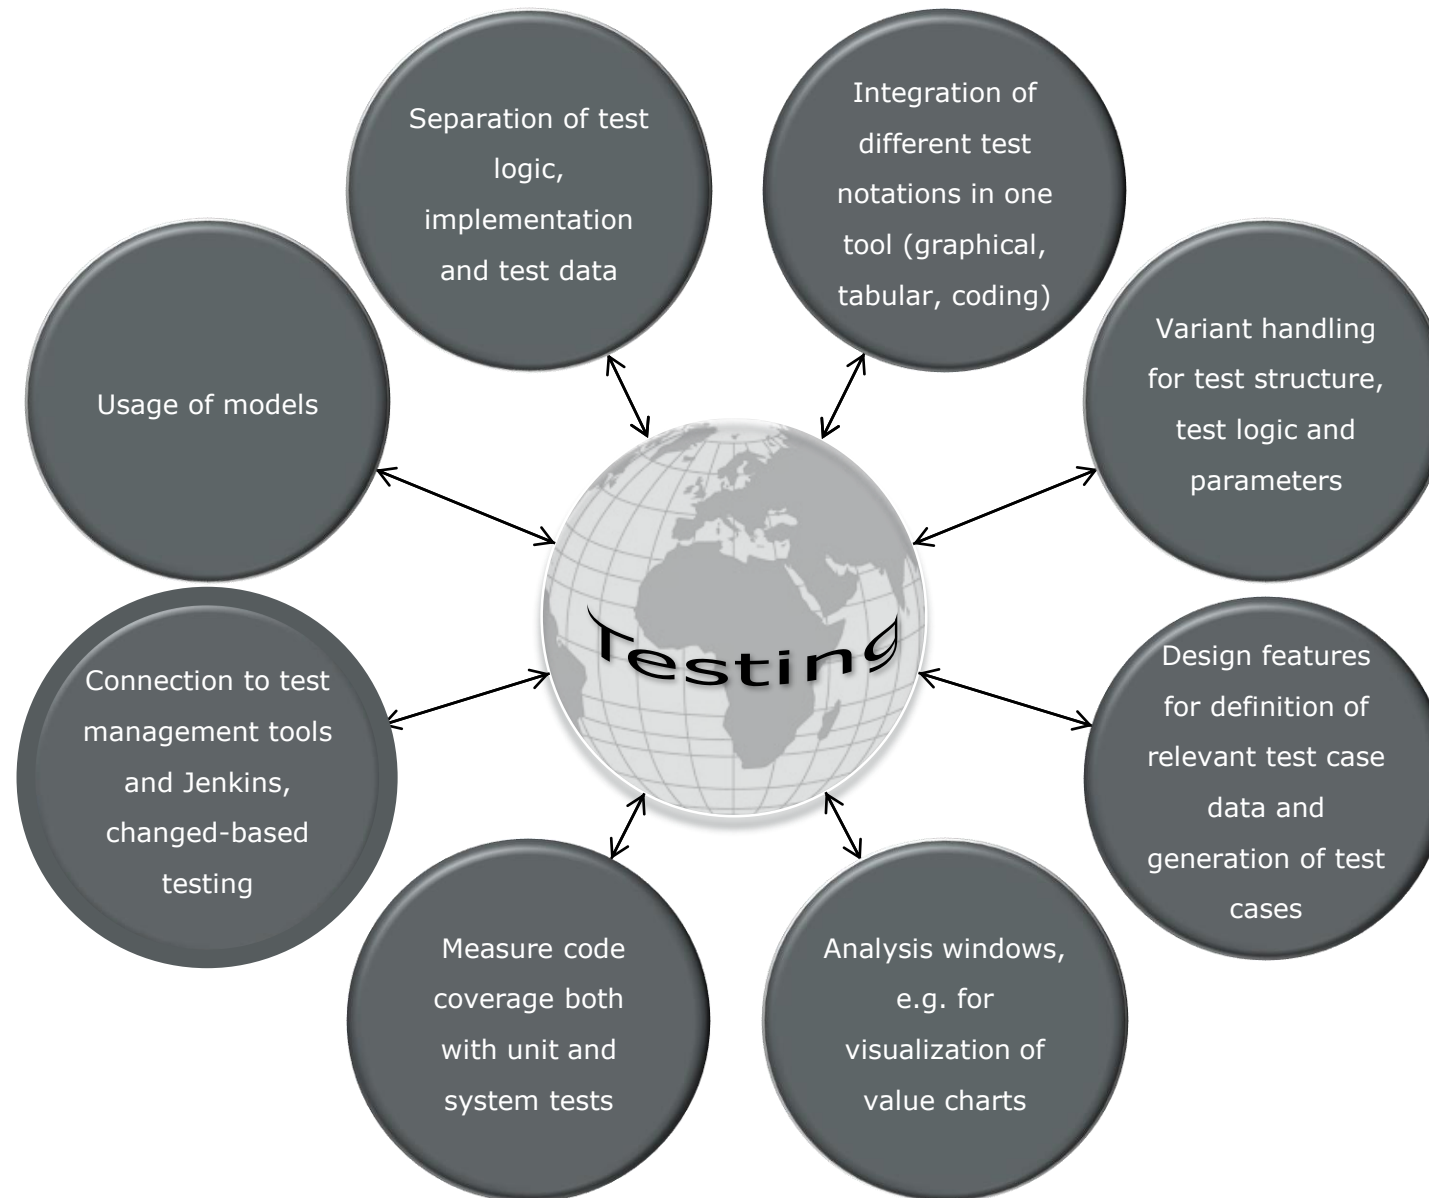 Separation of test
logic,
implementation
and test data
Integration of
different test
notations in one
tool (graphical,
tabular, coding)
Usage of models
Variant handling
for test structure,
test logic and
parameters
Testing
Connection to test
management tools
and Jenkins,
changed-based
testing
Design features
for definition of
relevant test case
data and
generation of test
cases
Measure code
coverage both
with unit and
system tests
Analysis windows,
e.g. for
visualization of
value charts